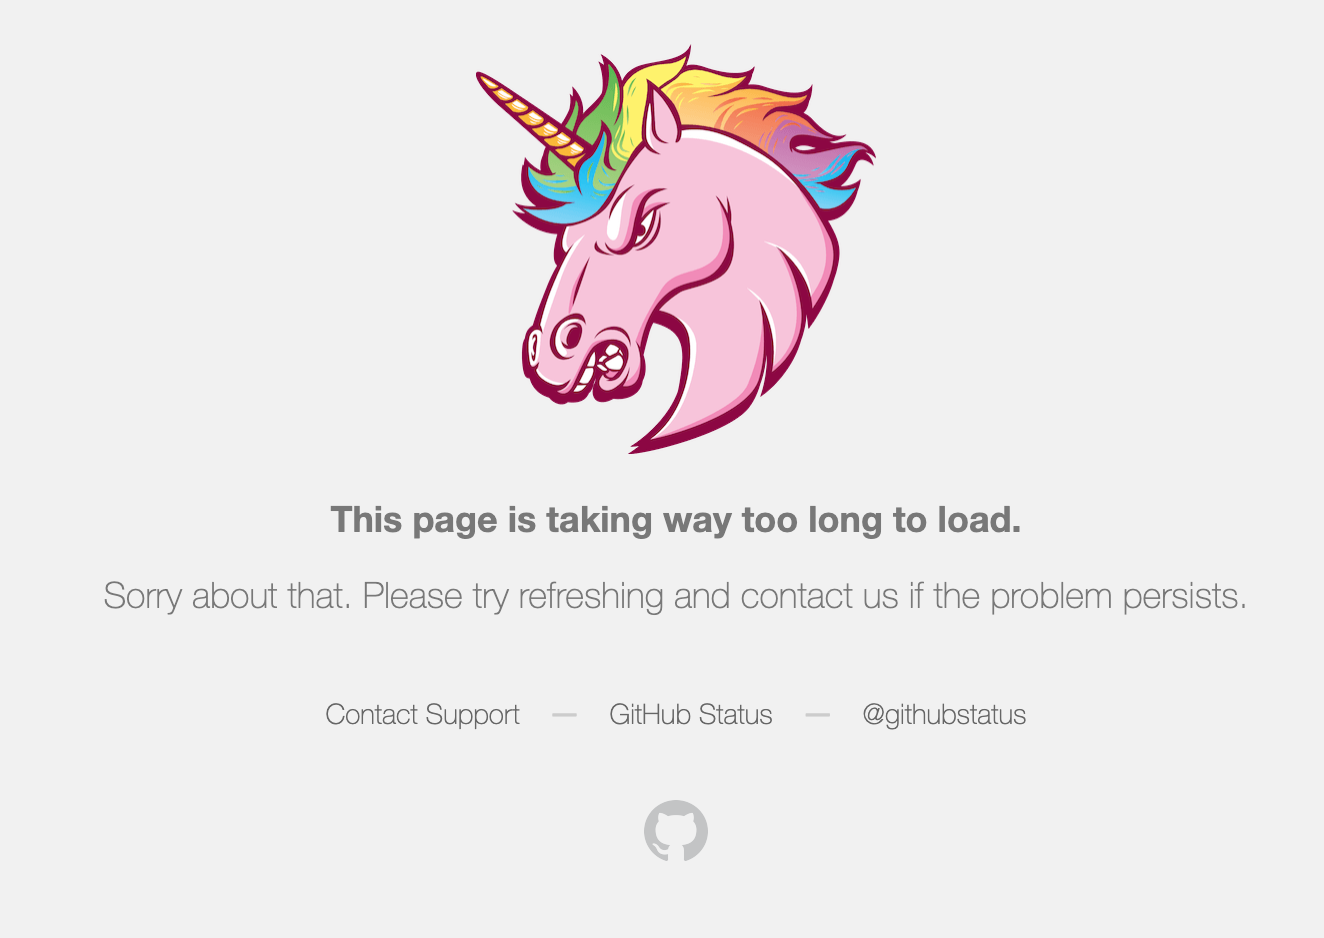 This page is taking way too long to load.
Sorry about that. Please try refreshing and contact us if the problem persists.
Contact Support — GitHub Status — @githubstatus